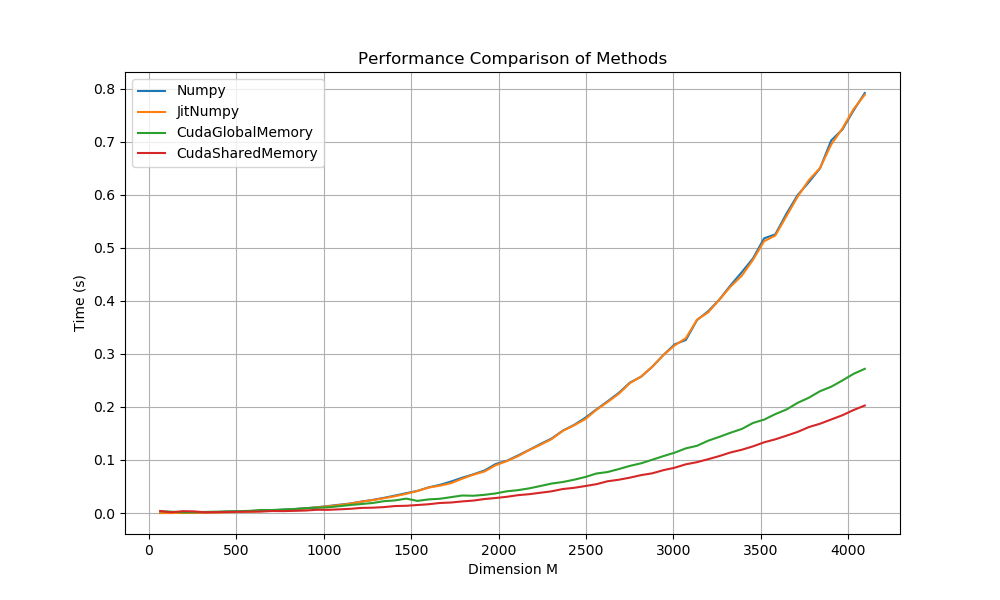 Performance Comparison of Methods
Numpy
JitNumpy
CudaGlobalMemory
CudaSharedMemory
Time (s)
0.8
0.7
0.6
0.5
0.4
0.3
0.2
0.1
0.0
0 500 1000 1500 2000 2500 3000 3500 4000
Dimension M